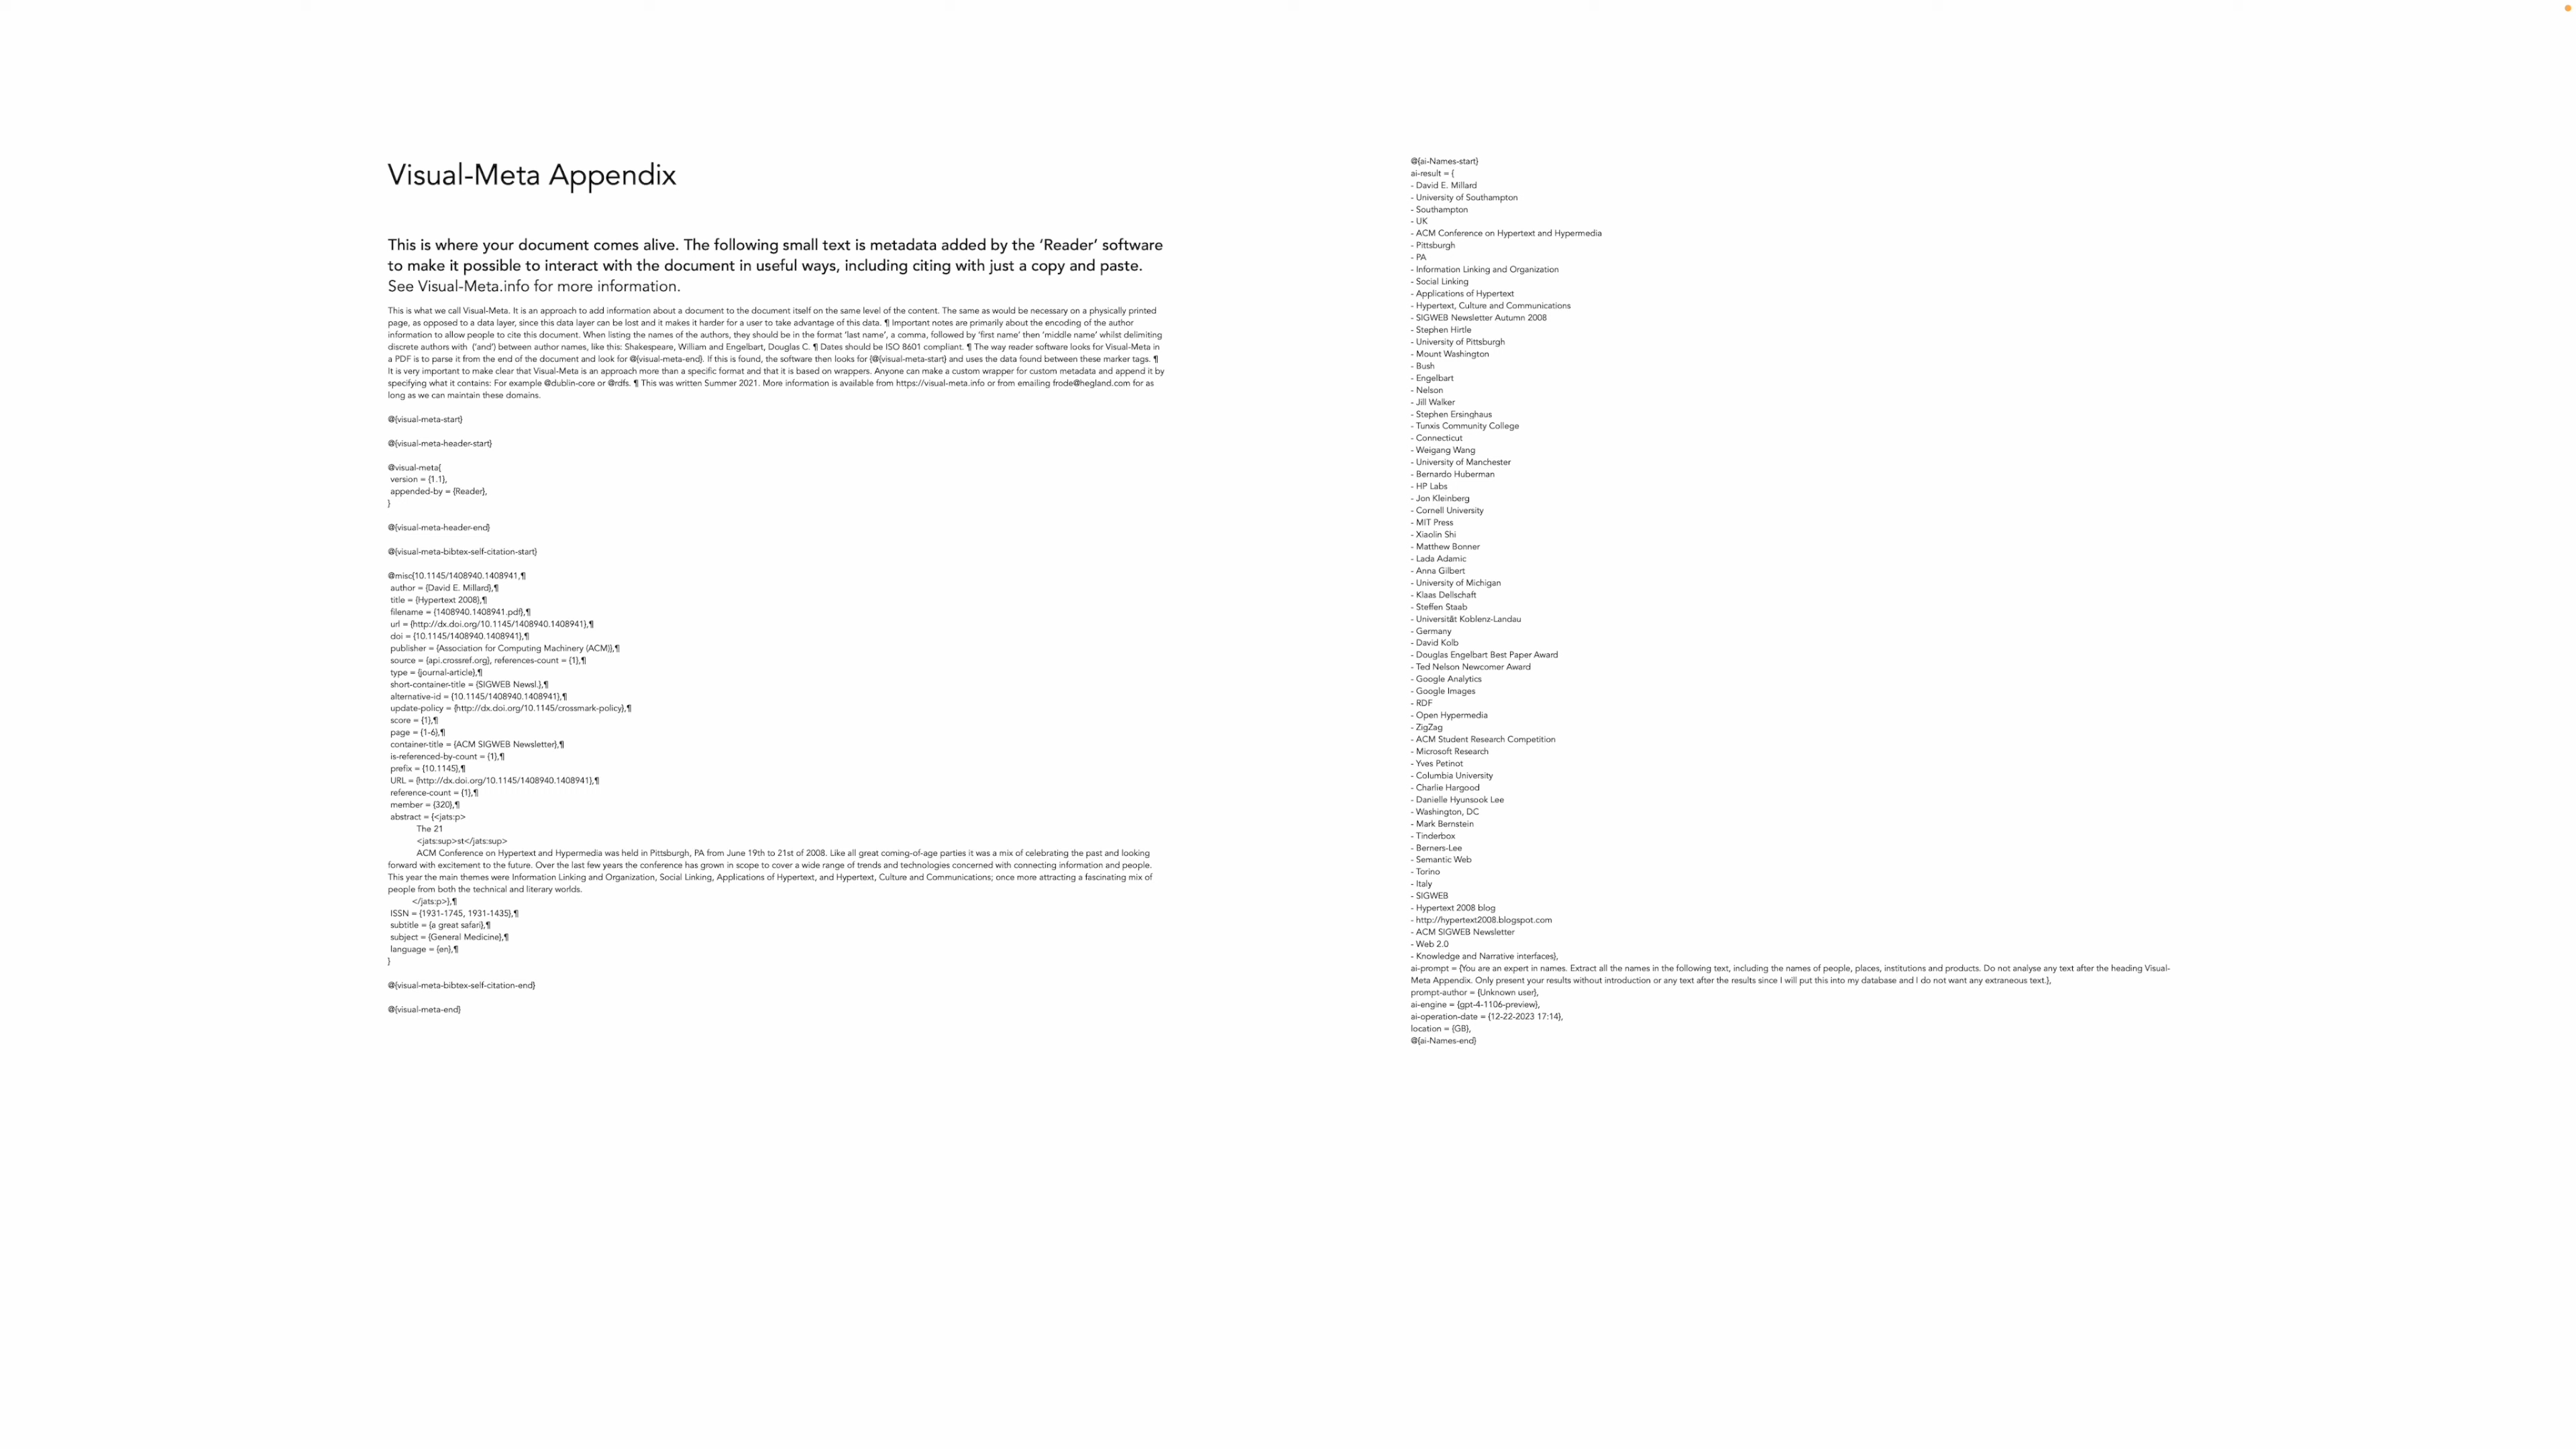 Visual-Meta Appendix
This is where your document comes alive. The following small text is metadata added by the ‘Reader’ software
to make it possible to interact with the document in useful ways, including citing with just a copy and paste.
See Visual-Meta.info for more information.
This is what we call Visual-Meta. It is an approach to add information about a document to the document itself on the same level of the content. The same as would be necessary on a physically printed
page, as opposed to a data layer, since this data layer can be lost and it makes it harder for a user to take advantage of this data. ¶ Important notes are primarily about the encoding of the author
information to allow people to cite this document. When listing the names of the authors, they should be in the format ‘last name’, a comma, followed by ‘first name’ then ‘middle name’ whilst delimiting
discrete authors with (‘and’) between author names, like this: Shakespeare, William and Engelbart, Douglas C. ¶ Dates should be ISO 8601 compliant. ¶ The way reader software looks for Visual-Meta in
a PDF is to parse it from the end of the document and look for @{visual-meta-end}. If this is found, the software then looks for {@{visual-meta-start} and uses the data found between these marker tags. ¶
It is very important to make clear that Visual-Meta is an approach more than a specific format and that it is based on wrappers. Anyone can make a custom wrapper for custom metadata and append it by
specifying what it contains: For example @dublin-core or @rdfs. ¶ This was written Summer 2021. More information is available from https://visual-meta.info or from emailing frode@hegland.com for as
long as we can maintain these domains.
@{visual-meta-start}
@{visual-meta-header-start}
@visual-meta{
version = {1.1},
appended-by = {Reader},
}
@{visual-meta-header-end}
@{visual-meta-bibtex-self-citation-start}
@misc{10.1145/1408940.1408941,¶
author = {David E. Millard},¶
title = {Hypertext 2008},¶
filename = {1408940.1408941.pdf},¶
url = {http://dx.doi.org/10.1145/1408940.1408941},¶
doi = {10.1145/1408940.1408941},¶
publisher = {Association for Computing Machinery (ACM)},¶
source = {api.crossref.org}, references-count = {1},¶
type = {journal-article},¶
short-container-title = {SIGWEB Newsl.},¶
alternative-id = {10.1145/1408940.1408941},¶
update-policy = {http://dx.doi.org/10.1145/crossmark-policy},¶
score = {1},¶
page = {1-6},¶
container-title = {ACM SIGWEB Newsletter},¶
is-referenced-by-count = {1},¶
prefix = {10.1145},¶
URL = {http://dx.doi.org/10.1145/1408940.1408941},¶
reference-count = {1},¶
member = {320},¶
abstract = {<jats:p>
The 21
<jats:sup>st</jats:sup>
ACM Conference on Hypertext and Hypermedia was held in Pittsburgh, PA from June 19th to 21st of 2008. Like all great coming-of-age parties it was a mix of celebrating the past and looking
forward with excitement to the future. Over the last few years the conference has grown in scope to cover a wide range of trends and technologies concerned with connecting information and people.
This year the main themes were Information Linking and Organization, Social Linking, Applications of Hypertext, and Hypertext, Culture and Communications; once more attracting a fascinating mix of
people from both the technical and literary worlds.
</jats:p>},¶
ISSN = {1931-1745, 1931-1435},¶
subtitle = {a great safari},¶
subject = {General Medicine},¶
language = {en},¶
}
@{visual-meta-bibtex-self-citation-end}
@{visual-meta-end}
@{ai-Names-start}
ai-result = {
- David E. Millard
- University of Southampton
- Southampton
- UK
- ACM Conference on Hypertext and Hypermedia
- Pittsburgh
- PA
- Information Linking and Organization
- Social Linking
- Applications of Hypertext
- Hypertext, Culture and Communications
- SIGWEB Newsletter Autumn 2008
- Stephen Hirtle
- University of Pittsburgh
- Mount Washington
- Bush
- Engelbart
- Nelson
- Jill Walker
- Stephen Ersinghaus
- Tunxis Community College
- Connecticut
- Weigang Wang
- University of Manchester
- Bernardo Huberman
- HP Labs
- Jon Kleinberg
- Cornell University
- MIT Press
- Xiaolin Shi
- Matthew Bonner
- Lada Adamic
- Anna Gilbert
- University of Michigan
- Klaas Dellschaft
- Steffen Staab
- Universität Koblenz-Landau
- Germany
- David Kolb
- Douglas Engelbart Best Paper Award
- Ted Nelson Newcomer Award
- Google Analytics
- Google Images
- RDF
- Open Hypermedia
- ZigZag
- ACM Student Research Competition
- Microsoft Research
- Yves Petinot
- Columbia University
- Charlie Hargood
- Danielle Hyunsook Lee
- Washington, DC
- Mark Bernstein
- Tinderbox
- Berners-Lee
- Semantic Web
- Torino
- Italy
- SIGWEB
- Hypertext 2008 blog
- http://hypertext2008.blogspot.com
- ACM SIGWEB Newsletter
- Web 2.0
- Knowledge and Narrative interfaces},
ai-prompt = {You are an expert in names. Extract all the names in the following text, including the names of people, places, institutions and products. Do not analyse any text after the heading Visual-
Meta Appendix. Only present your results without introduction or any text after the results since I will put this into my database and I do not want any extraneous text.},
prompt-author = {Unknown user},
ai-engine = {gpt-4-1106-preview},
ai-operation-date = {12-22-2023 17:14},
location = {GB},
@{ai-Names-end}